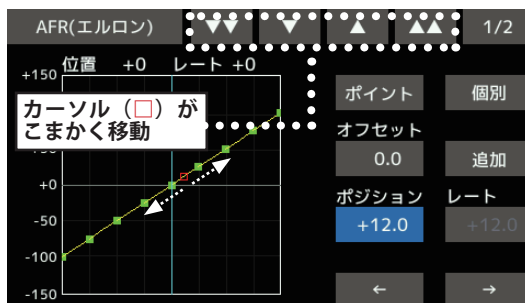 AFR(エルロン) ▼▼ ▼ ▲ ▲▲ 1/2
位置 +0 レート +0
+150
ポイント 個別
カーソル（□）が
こまかく移動
オフセット
0.0 追加
+0
ポジション レート
-50
+12.0 +12.0
-100
-150
← →